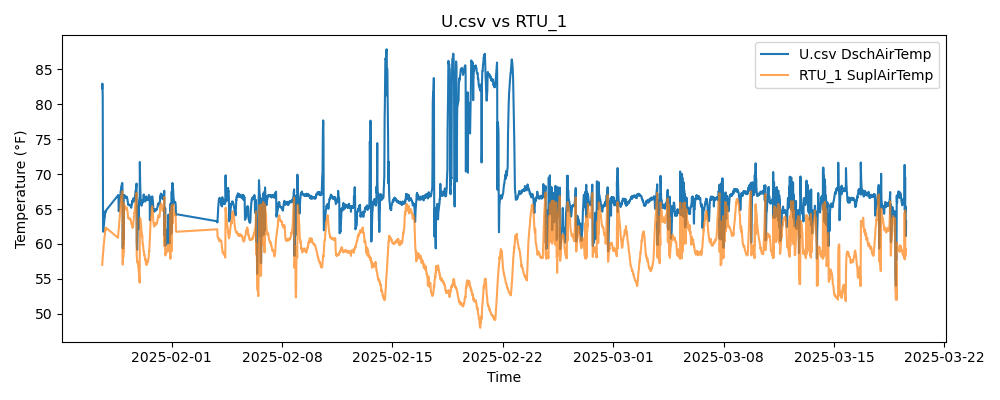 U.csv vs RTU_1
U.csv DschAirTemp
RTU_1 SuplAirTemp
Temperature (°F)
85
80
75
70
65
60
55
50
2025-02-01 2025-02-08 2025-02-15 2025-02-22 2025-03-01 2025-03-08 2025-03-15 2025-03-22
Time